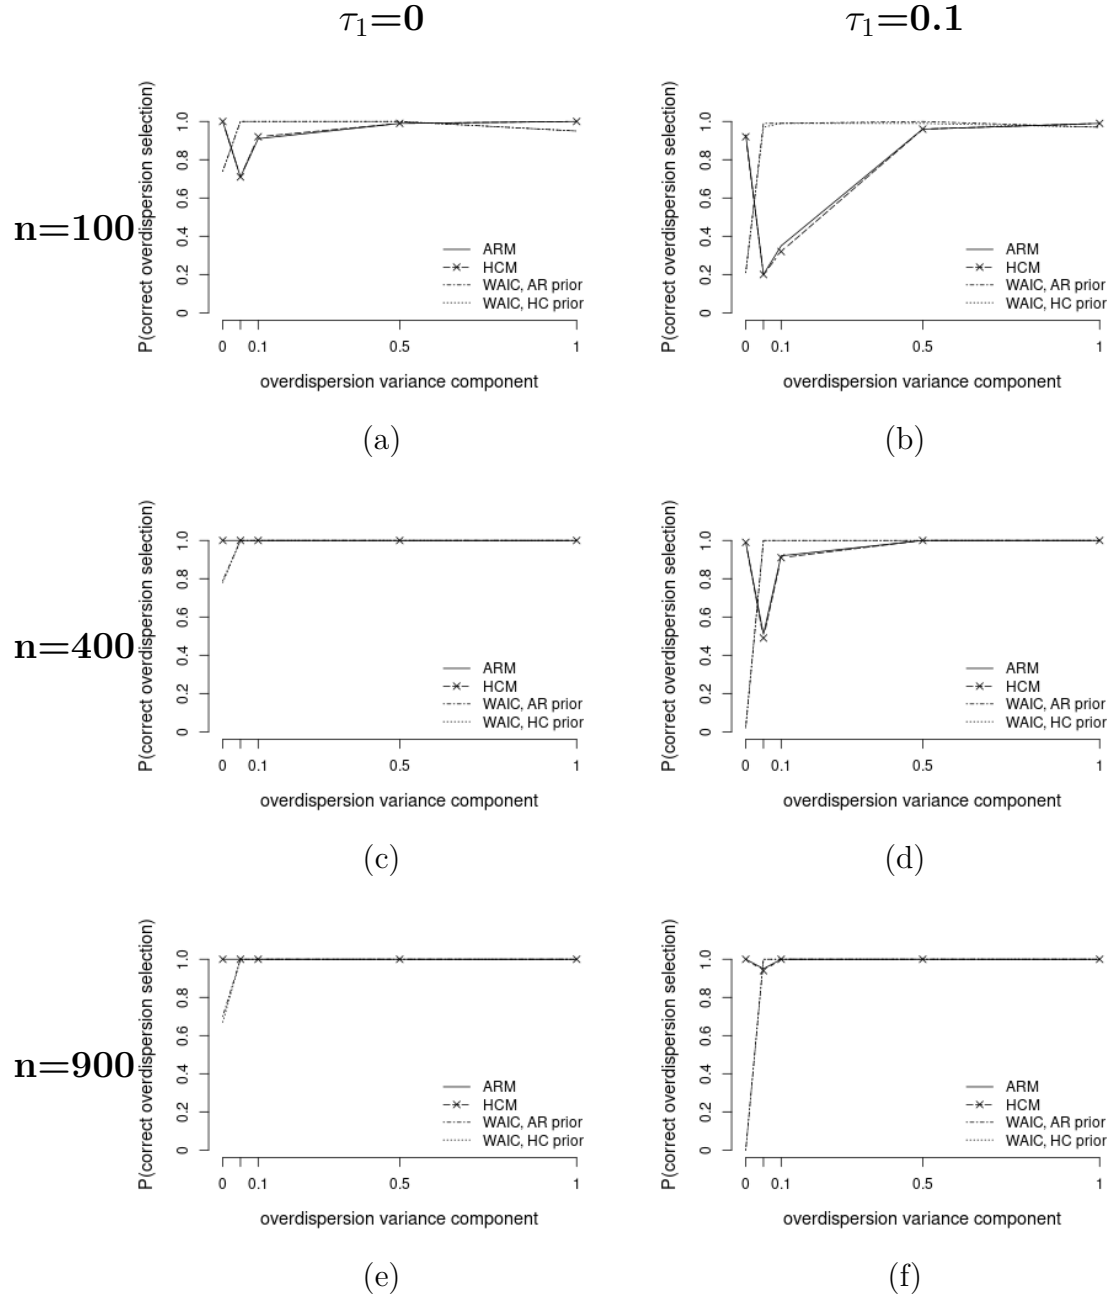 τ₁=0
τ₁=0.1
n=100
P(correct overdispersion selection)
0 0.2 0.4 0.6 0.8 1.0
ARM
HCM
WAIC, AR prior
WAIC, HC prior
0 0.1 0.5 1
overdispersion variance component
(a)
P(correct overdispersion selection)
0 0.2 0.4 0.6 0.8 1.0
ARM
HCM
WAIC, AR prior
WAIC, HC prior
0 0.1 0.5 1
overdispersion variance component
(b)
n=400
P(correct overdispersion selection)
0 0.2 0.4 0.6 0.8 1.0
ARM
HCM
WAIC, AR prior
WAIC, HC prior
0 0.1 0.5 1
overdispersion variance component
(c)
P(correct overdispersion selection)
0 0.2 0.4 0.6 0.8 1.0
ARM
HCM
WAIC, AR prior
WAIC, HC prior
0 0.1 0.5 1
overdispersion variance component
(d)
n=900
P(correct overdispersion selection)
0 0.2 0.4 0.6 0.8 1.0
ARM
HCM
WAIC, AR prior
WAIC, HC prior
0 0.1 0.5 1
overdispersion variance component
(e)
P(correct overdispersion selection)
0 0.2 0.4 0.6 0.8 1.0
ARM
HCM
WAIC, AR prior
WAIC, HC prior
0 0.1 0.5 1
overdispersion variance component
(f)